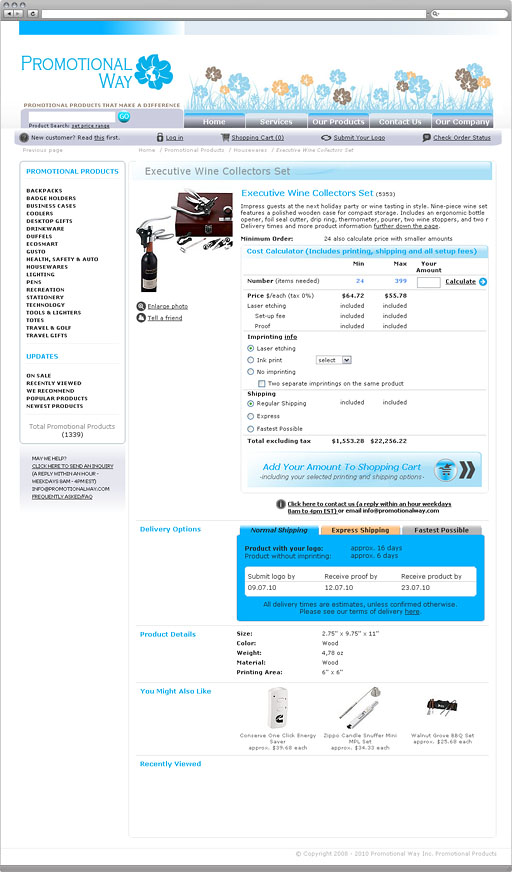 PROMOTIONAL
WAY
PROMOTIONAL PRODUCTS THAT MAKE A DIFFERENCE
Product Search: set price range
GO
Home
Services
Our Products
Contact Us
Our Company
New customer? Read this first.
Log in
Shopping Cart (0)
Submit Your Logo
Check Order Status
Previous page
Home / Promotional Products / Housewares / Executive Wine Collectors Set
PROMOTIONAL PRODUCTS
BACKPACKS
BADGE HOLDERS
BUSINESS CASES
COOLERS
DESKTOP GIFTS
DRINKWARE
DUFFELS
ECOSMART
GUSTO
HEALTH, SAFETY & AUTO
HOUSEWARES
LIGHTING
PENS
RECREATION
STATIONERY
TECHNOLOGY
TOOLS & LIGHTERS
TOTES
TRAVEL & GOLF
TRAVEL GIFTS
UPDATES
ON SALE
RECENTLY VIEWED
WE RECOMMEND
POPULAR PRODUCTS
NEWEST PRODUCTS
Total Promotional Products
(1339)
MAY WE HELP?
CLICK HERE TO SEND AN INQUIRY
(A REPLY WITHIN AN HOUR -
WEEKDAYS 8AM - 4PM EST)
INFO@PROMOTIONALWAY.COM
FREQUENTLY ASKED/FAQ
Executive Wine Collectors Set
Enlarge photo
Tell a friend
Executive Wine Collectors Set (5353)
Impress guests at the next holiday party or wine tasting in style. Nine-piece wine set
features a polished wooden case for compact storage. Includes an ergonomic bottle
opener, foil seal cutter, drip ring, thermometer, pourer, two wine stoppers, and two r
Delivery times and more product information further down the page.
Minimum Order: 24 also calculate price with smaller amounts
Cost Calculator (Includes printing, shipping and all setup fees)
Min Max Your
Amount
Number (items needed) 24 399 Calculate
Price $/each (tax 0%) $64.72 $55.78
Laser etching included included
Set-up fee included included
Proof included included
Imprinting info
Laser etching
Ink print select
No imprinting
Two separate imprintings on the same product
Shipping
Regular Shipping included included
Express
Fastest Possible
Total excluding tax $1,553.28 $22,256.22
Add Your Amount To Shopping Cart
-including your selected printing and shipping options-
Click here to contact us (a reply within an hour weekdays
8am to 4pm EST) or email info@promotionalway.com
Delivery Options
Normal Shipping
Express Shipping
Fastest Possible
Product with your logo: approx. 16 days
Product without imprinting: approx. 6 days
Submit logo by Receive proof by Receive product by
09.07.10 12.07.10 23.07.10
All delivery times are estimates, unless confirmed otherwise.
Please see our terms of delivery here.
Product Details
Size: 2.75" x 9.75" x 11"
Color: Wood
Weight: 4,78 oz
Material: Wood
Printing Area: 6" x 6"
You Might Also Like
Conserve One Click Energy
Saver
approx. $39.68 each
Zippo Candle Snuffer Mini
MPL Set
approx. $34.33 each
Walnut Grove BBQ Set
approx. $25.68 each
Recently Viewed
© Copyright 2008 - 2010 Promotional Way Inc. Promotional Products